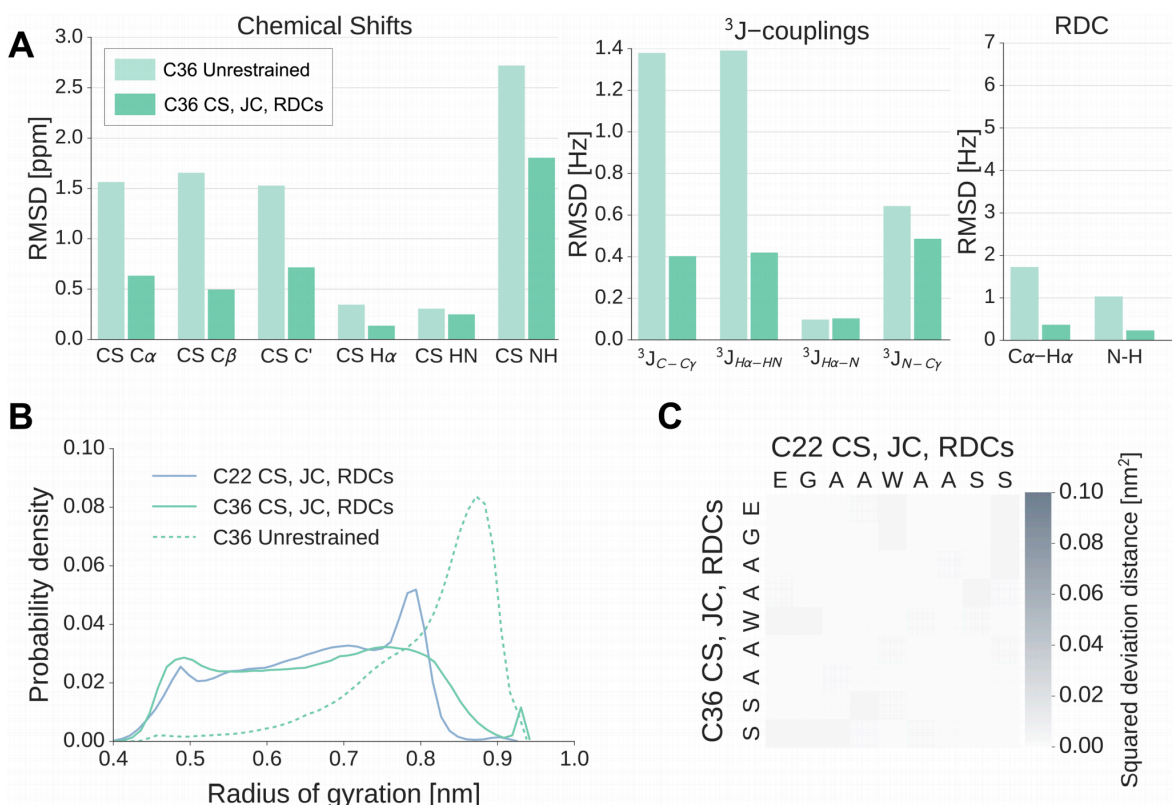 A
Chemical Shifts
RMSD [ppm]
3.0
2.5
2.0
1.5
1.0
0.5
0.0
C36 Unrestrained
C36 CS, JC, RDCs
CS Cα CS Cβ CS C' CS Hα CS HN CS NH
³J−couplings
RMSD [Hz]
1.4
1.2
1.0
0.8
0.6
0.4
0.2
0.0
³J_{C−Cγ} ³J_{Hα−HN} ³J_{Hα−N} ³J_{N−Cγ}
RDC
RMSD [Hz]
7
6
5
4
3
2
1
0
Cα−Hα N-H
B
Probability density
0.10
0.08
0.06
0.04
0.02
0.00
C22 CS, JC, RDCs
C36 CS, JC, RDCs
C36 Unrestrained
0.4 0.5 0.6 0.7 0.8 0.9 1.0
Radius of gyration [nm]
C
C22 CS, JC, RDCs
E G A A W A A S S
C36 CS, JC, RDCs
S S A A W A A G E
0.10
0.08
0.06
0.04
0.02
0.00
Squared deviation distance [nm²]